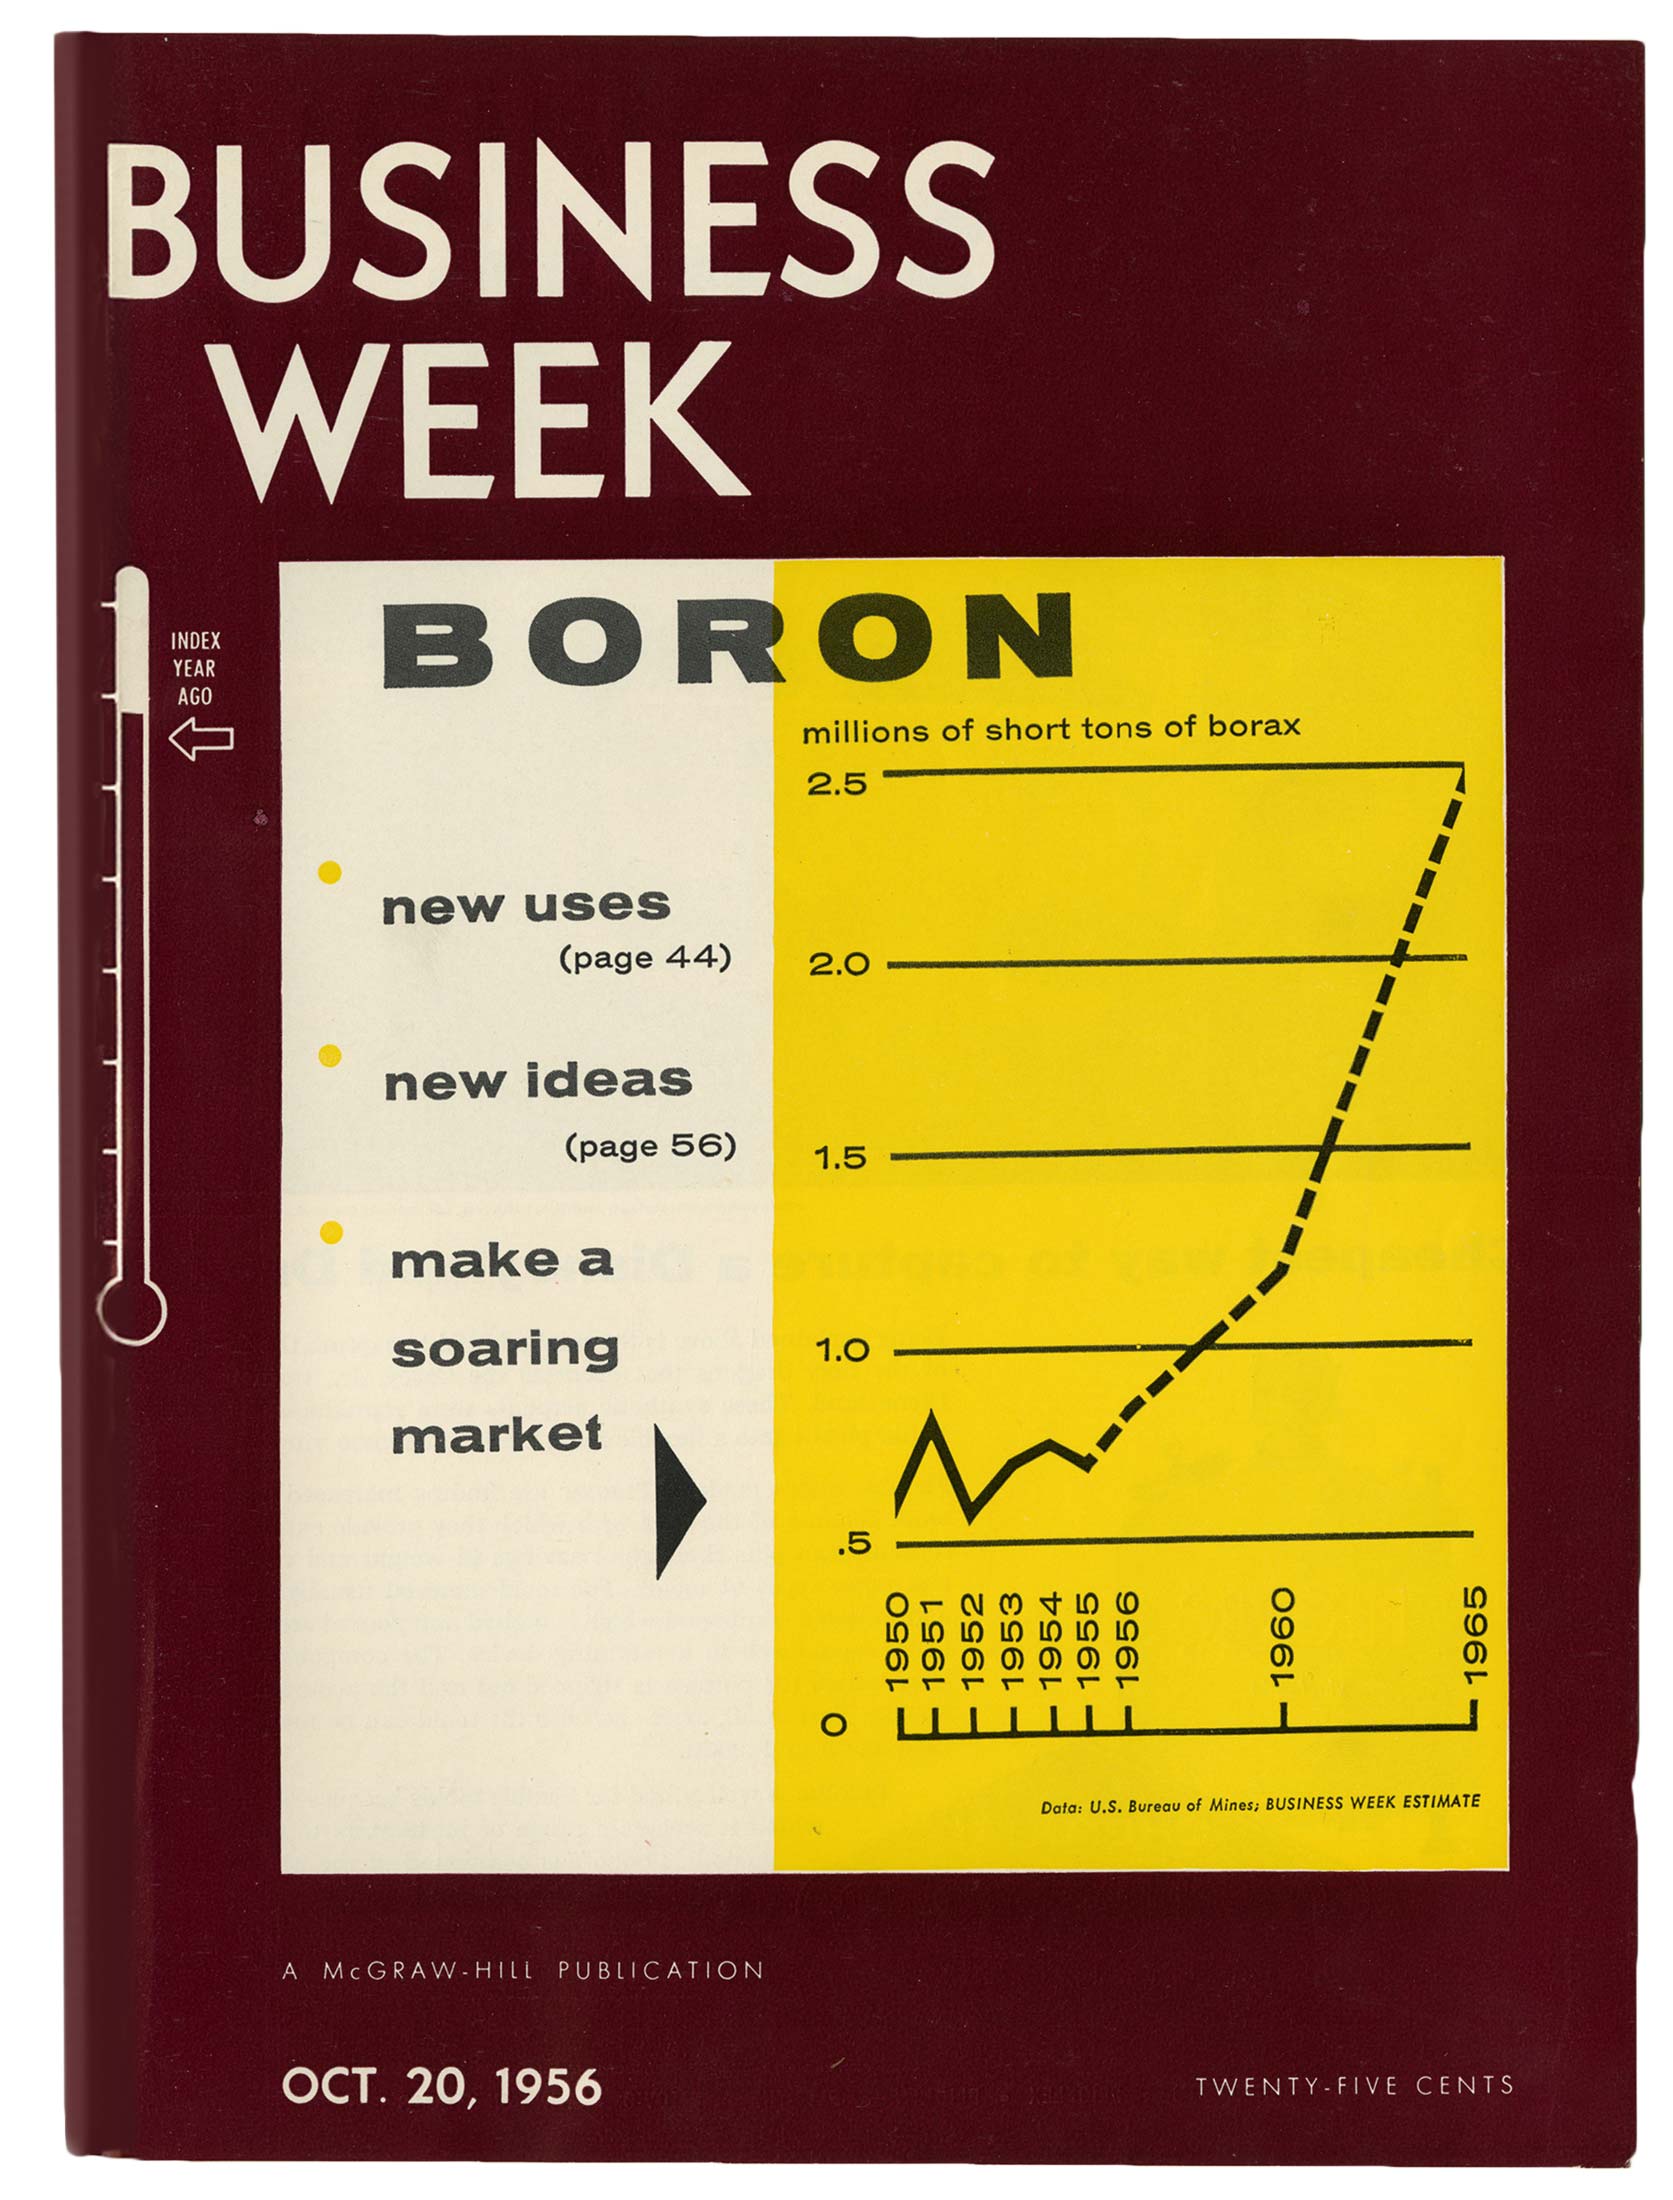 BUSINESS
WEEK
INDEX
YEAR
AGO
BORON
new uses
(page 44)
new ideas
(page 56)
make a
soaring
market
millions of short tons of borax
2.5
2.0
1.5
1.0
.5
0
1950
1951
1952
1953
1954
1955
1956
1960
1965
Data: U.S. Bureau of Mines; BUSINESS WEEK ESTIMATE
A McGRAW-HILL PUBLICATION
OCT. 20, 1956
TWENTY-FIVE CENTS